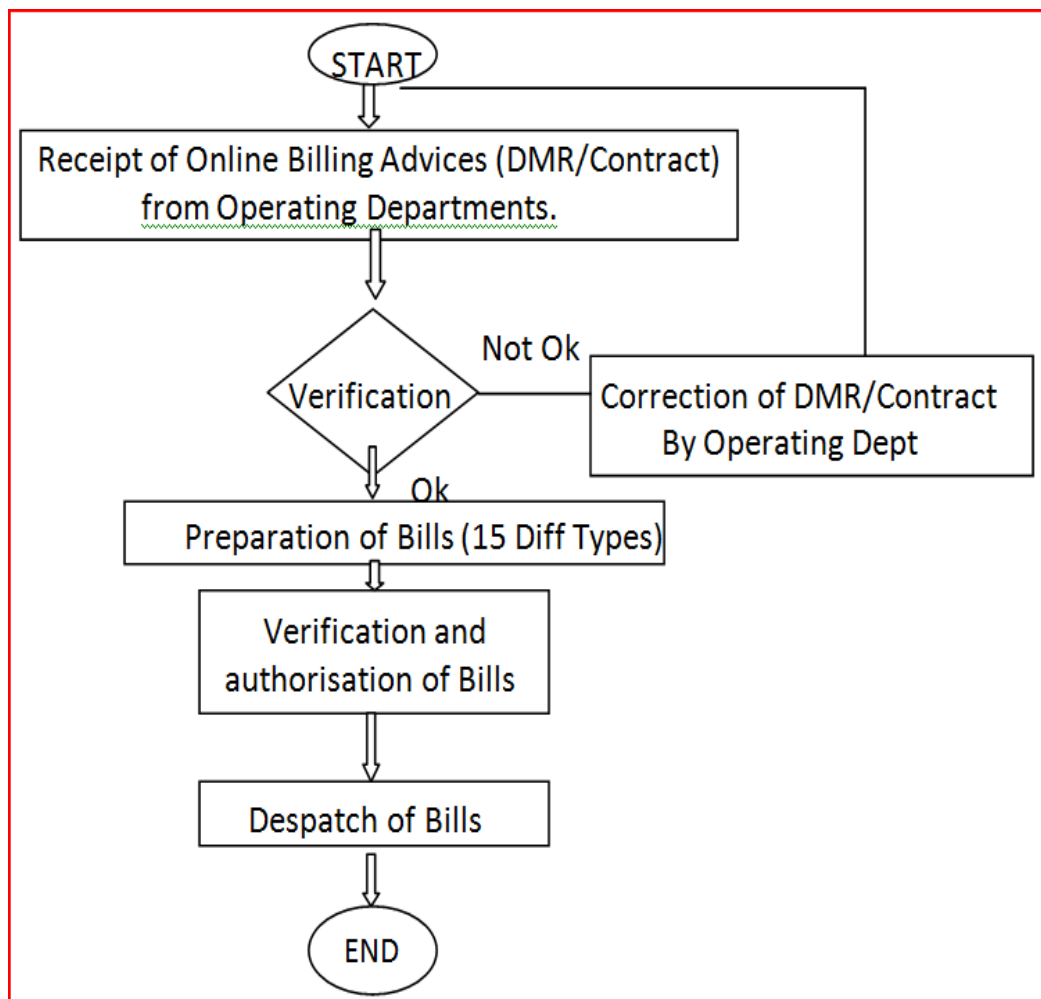 START
Receipt of Online Billing Advices (DMR/Contract)
from Operating Departments.
Not Ok
Verification
Correction of DMR/Contract
By Operating Dept
Ok
Preparation of Bills (15 Diff Types)
Verification and
authorisation of Bills
Despatch of Bills
END